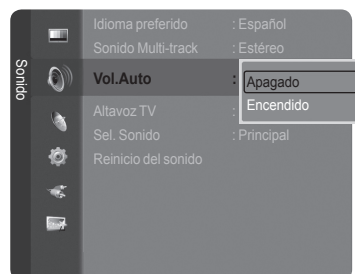 Sonido
Idioma preferido : Español
Sonido Multi-track : Estéreo
Vol.Auto : Apagado
Encendido
Altavoz TV :
Sel. Sonido : Principal
Reinicio del sonido